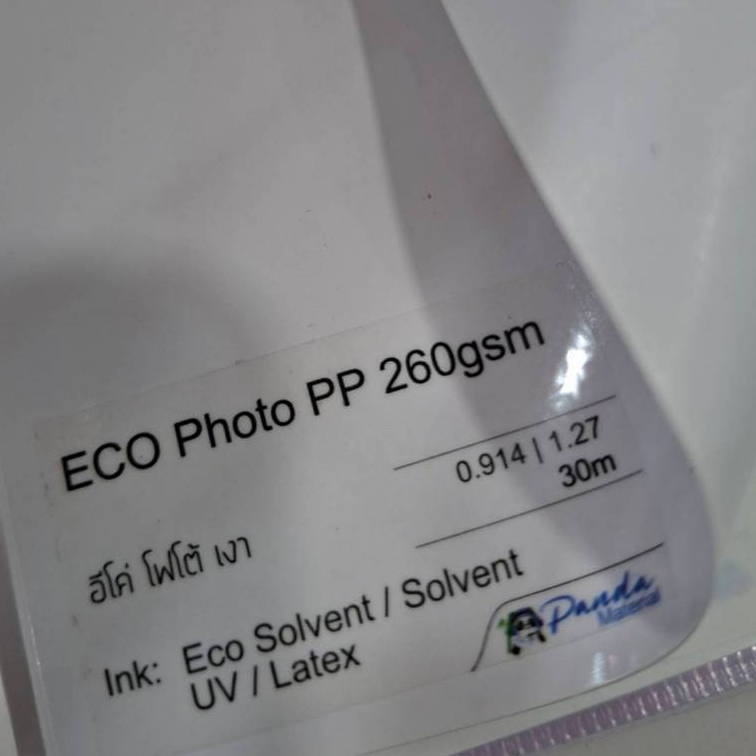 ECO Photo PP 260gsm
0.914 | 1.27
30m
อีโค่ โฟโต้ เงา
Ink: Eco Solvent / Solvent
UV / Latex
Panda
Material